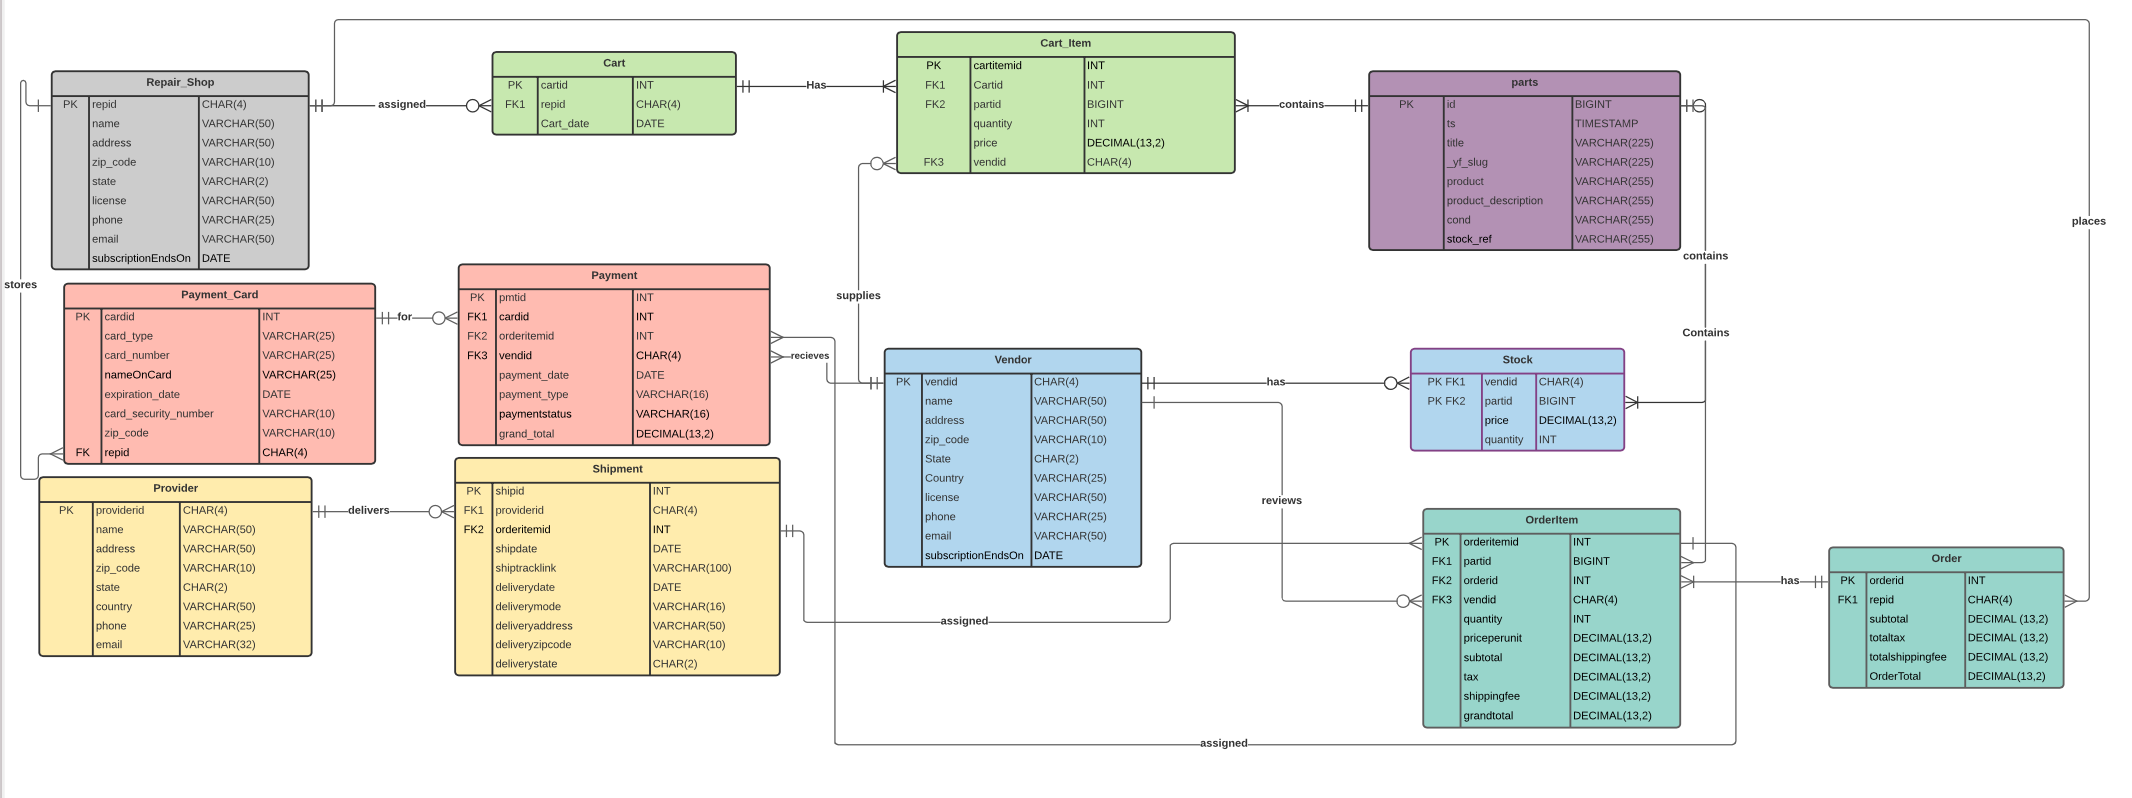 Repair_Shop
PK repid CHAR(4)
name VARCHAR(50)
address VARCHAR(50)
zip_code VARCHAR(10)
state VARCHAR(2)
license VARCHAR(50)
phone VARCHAR(25)
email VARCHAR(50)
subscriptionEndsOn DATE
assigned
Cart
PK cartid INT
FK1 repid CHAR(4)
Cart_date DATE
Has
Cart_Item
PK cartitemid INT
FK1 Cartid INT
FK2 partid BIGINT
quantity INT
price DECIMAL(13,2)
FK3 vendid CHAR(4)
contains
parts
PK id BIGINT
ts TIMESTAMP
title VARCHAR(225)
_yf_slug VARCHAR(225)
product VARCHAR(255)
product_description VARCHAR(255)
cond VARCHAR(255)
stock_ref VARCHAR(255)
places
contains
stores
Payment_Card
PK cardid INT
card_type VARCHAR(25)
card_number VARCHAR(25)
nameOnCard VARCHAR(25)
expiration_date DATE
card_security_number VARCHAR(10)
zip_code VARCHAR(10)
FK repid CHAR(4)
for
Payment
PK pmtid INT
FK1 cardid INT
FK2 orderitemid INT
FK3 vendid CHAR(4)
payment_date DATE
payment_type VARCHAR(16)
paymentstatus VARCHAR(16)
grand_total DECIMAL(13,2)
recieves
supplies
Vendor
PK vendid CHAR(4)
name VARCHAR(50)
address VARCHAR(50)
zip_code VARCHAR(10)
State CHAR(2)
Country VARCHAR(25)
license VARCHAR(50)
phone VARCHAR(25)
email VARCHAR(50)
subscriptionEndsOn DATE
has
Contains
Stock
PK FK1 vendid CHAR(4)
PK FK2 partid BIGINT
price DECIMAL(13,2)
quantity INT
reviews
Provider
PK providerid CHAR(4)
name VARCHAR(50)
address VARCHAR(50)
zip_code VARCHAR(10)
state CHAR(2)
country VARCHAR(50)
phone VARCHAR(25)
email VARCHAR(32)
delivers
Shipment
PK shipid INT
FK1 providerid CHAR(4)
FK2 orderitemid INT
shipdate DATE
shiptracklink VARCHAR(100)
deliverydate DATE
deliverymode VARCHAR(16)
deliveryaddress VARCHAR(50)
deliveryzipcode VARCHAR(10)
deliverystate CHAR(2)
assigned
OrderItem
PK orderitemid INT
FK1 partid BIGINT
FK2 orderid INT
FK3 vendid CHAR(4)
quantity INT
priceperunit DECIMAL(13,2)
subtotal DECIMAL(13,2)
tax DECIMAL(13,2)
shippingfee DECIMAL(13,2)
grandtotal DECIMAL(13,2)
has
Order
PK orderid INT
FK1 repid CHAR(4)
subtotal DECIMAL (13,2)
totaltax DECIMAL (13,2)
totalshippingfee DECIMAL (13,2)
OrderTotal DECIMAL(13,2)
assigned